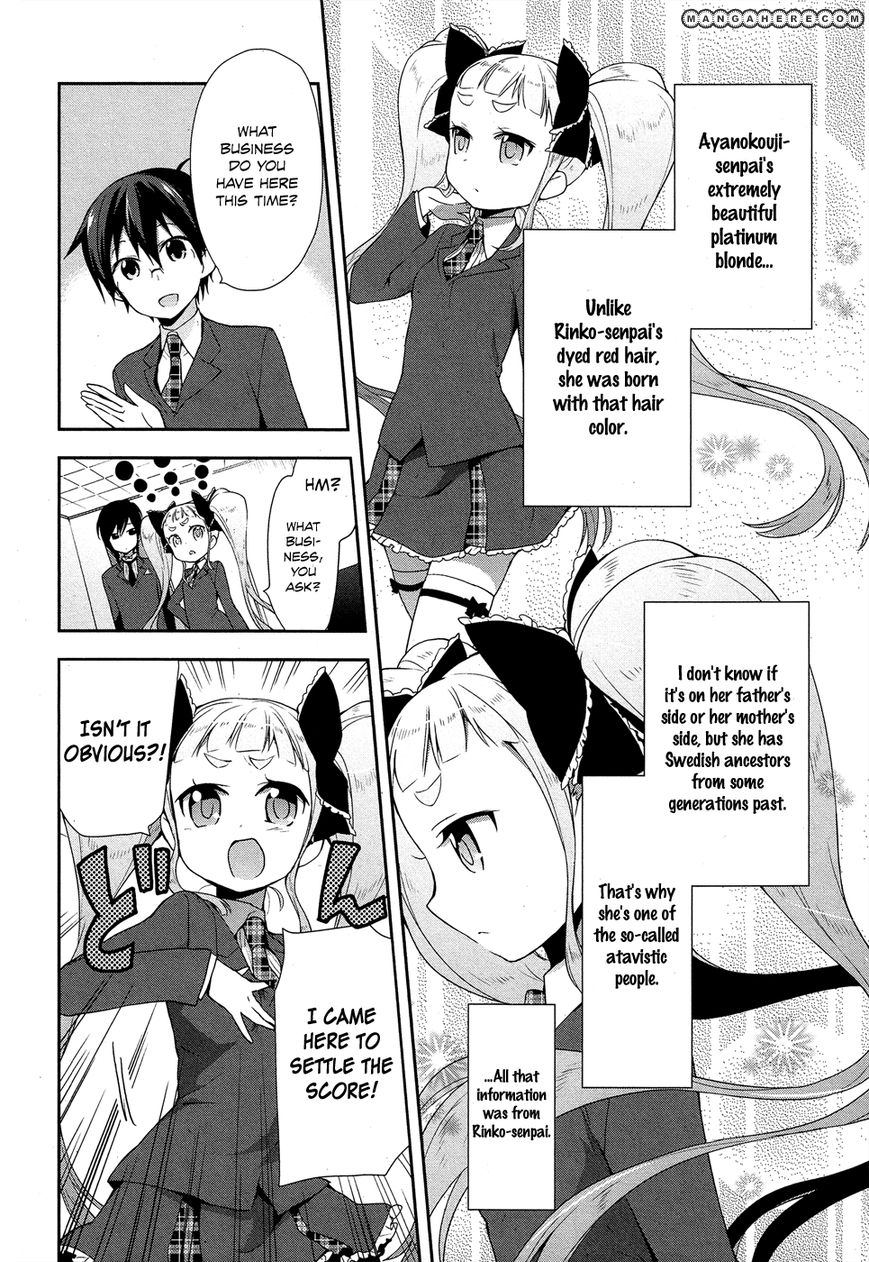 MANGAHERE.COM
Ayanokouji-
senpai's
extremely
beautiful
platinum
blonde...
Unlike
Rinko-senpai's
dyed red hair,
she was born
with that hair
color.
I don't know if
it's on her father's
side or her mother's
side, but she has
Swedish ancestors
from some
generations past.
That's why
she's one of
the so-called
atavistic
people.
...All that
information
was from
Rinko-senpai.
WHAT
BUSINESS
DO YOU
HAVE HERE
THIS TIME?
HM?
WHAT
BUSI-
NESS,
YOU
ASK?
ISN'T IT
OBVIOUS?!
どん
I CAME
HERE TO
SETTLE THE
SCORE!